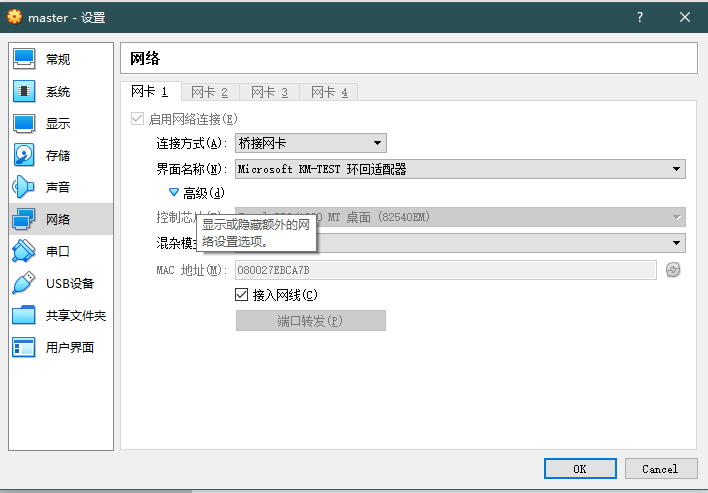 master - 设置
?
常规
系统
显示
存储
声音
网络
串口
USB设备
共享文件夹
用户界面
网络
网卡 1 网卡 2 网卡 3 网卡 4
启用网络连接(E)
连接方式(A): 桥接网卡
界面名称(N): Microsoft KM-TEST 环回适配器
高级(d)
控制芯片 MT 桌面 (82540EM)
显示或隐藏额外的网
络设置选项。
混杂模
MAC 地址(M): 080027EBCA7B
接入网线(C)
端口转发(P)
OK Cancel